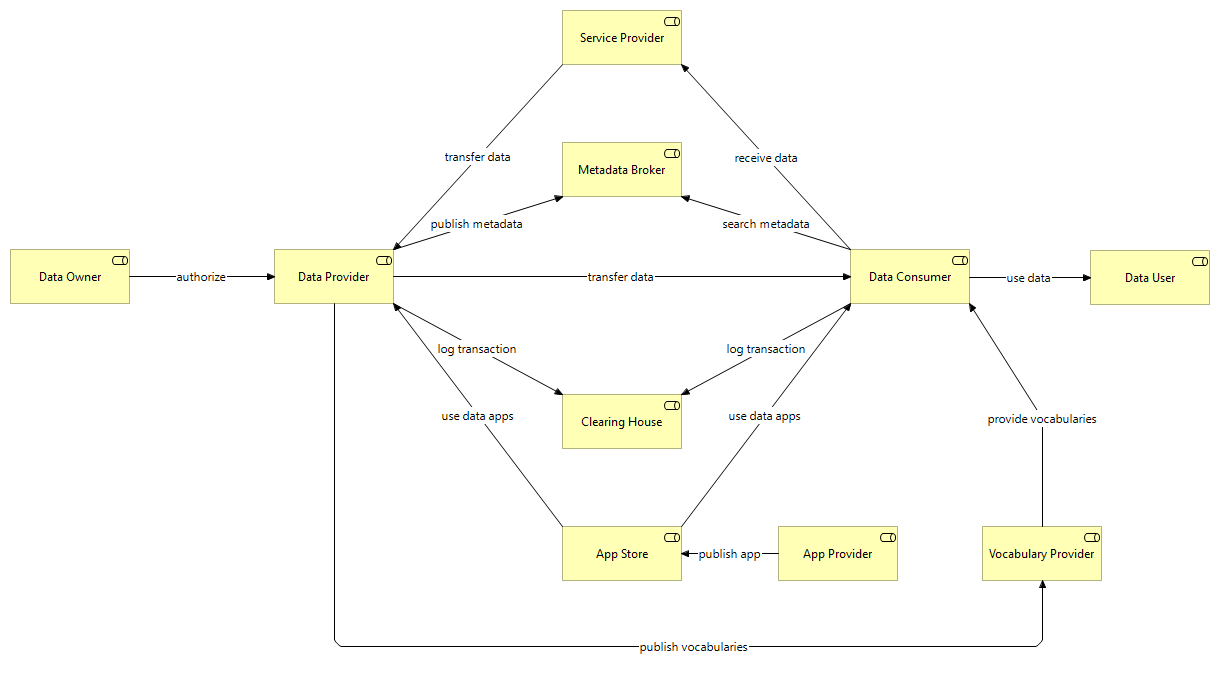 Service Provider
transfer data
receive data
Metadata Broker
publish metadata
search metadata
Data Owner
authorize
Data Provider
transfer data
Data Consumer
use data
Data User
log transaction
log transaction
use data apps
Clearing House
use data apps
provide vocabularies
App Store
publish app
App Provider
Vocabulary Provider
publish vocabularies